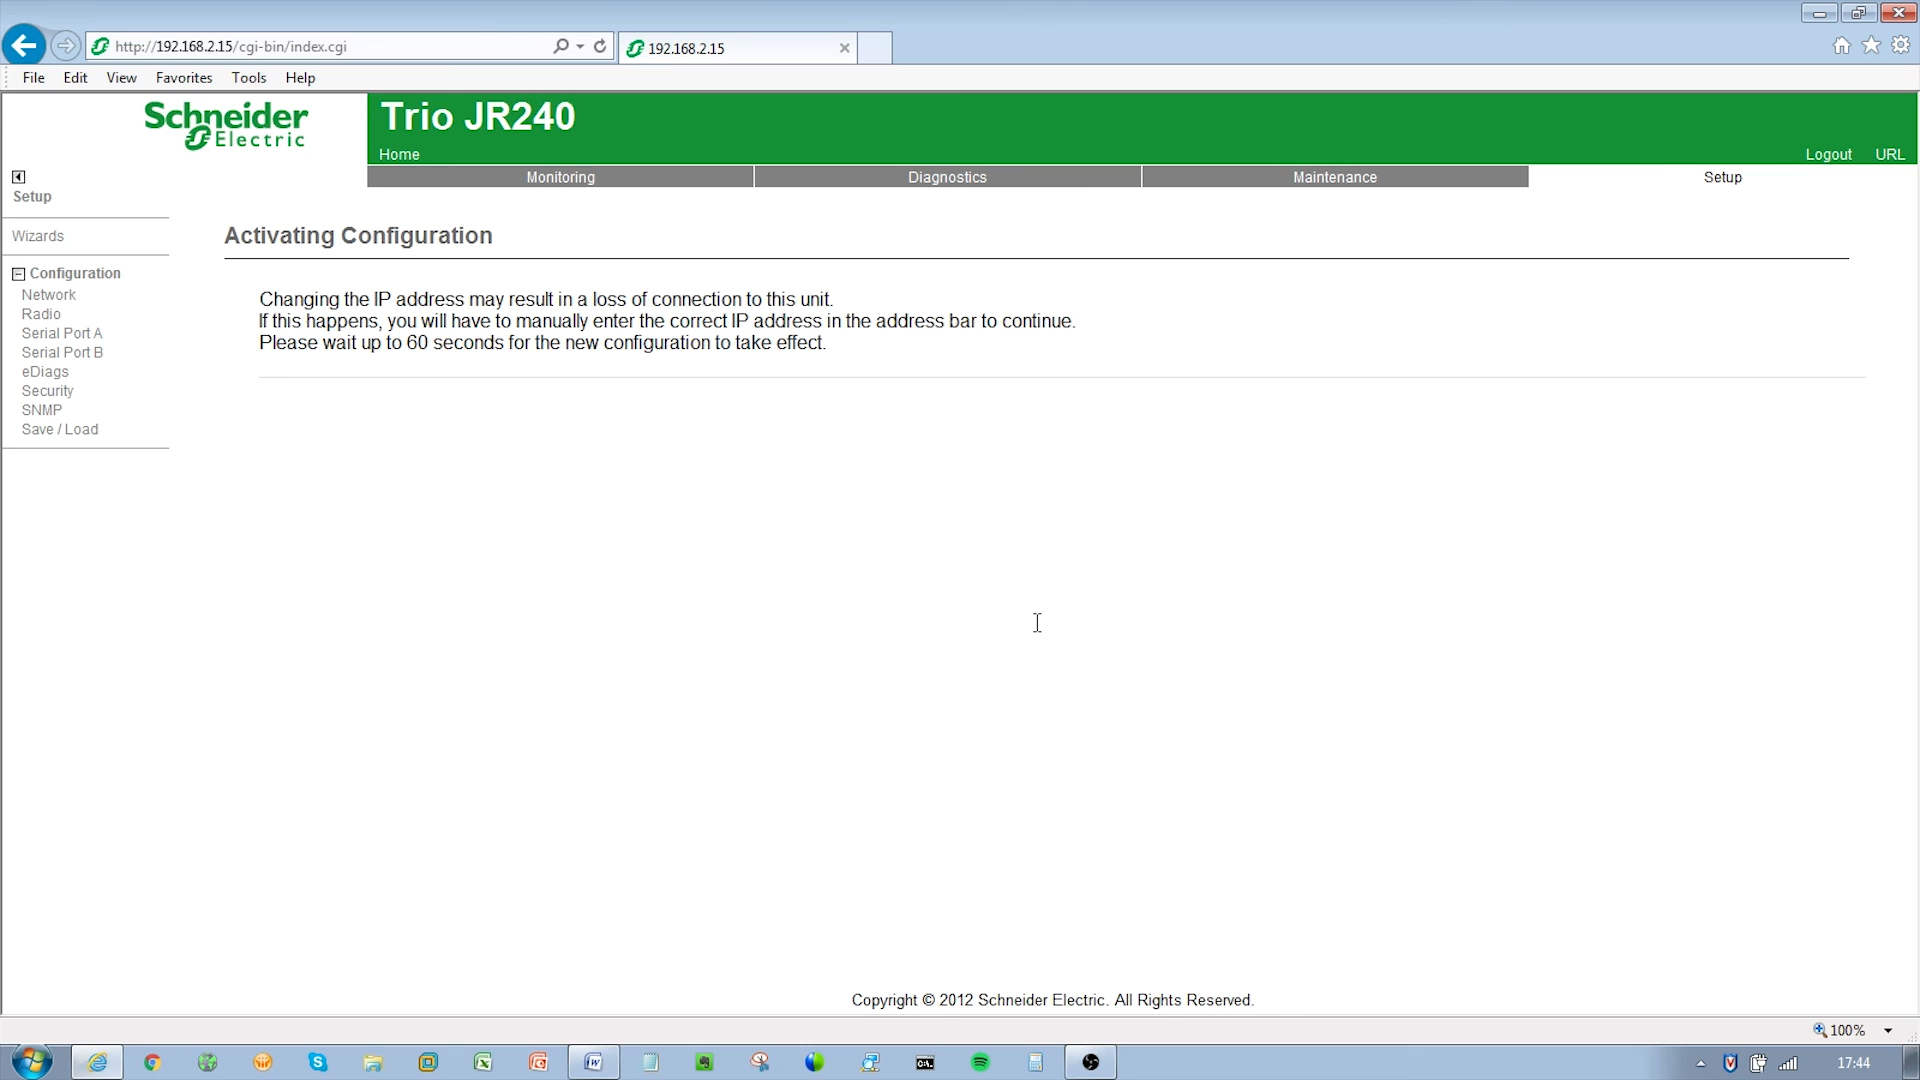 http://192.168.2.15/cgi-bin/index.cgi
192.168.2.15
File Edit View Favorites Tools Help
Schneider Electric
Trio JR240
Home
Logout URL
Monitoring Diagnostics Maintenance Setup
Setup
Wizards
Configuration
Network
Radio
Serial Port A
Serial Port B
eDiags
Security
SNMP
Save / Load
Activating Configuration
Changing the IP address may result in a loss of connection to this unit.
If this happens, you will have to manually enter the correct IP address in the address bar to continue.
Please wait up to 60 seconds for the new configuration to take effect.
Copyright © 2012 Schneider Electric. All Rights Reserved.
100%
17:44